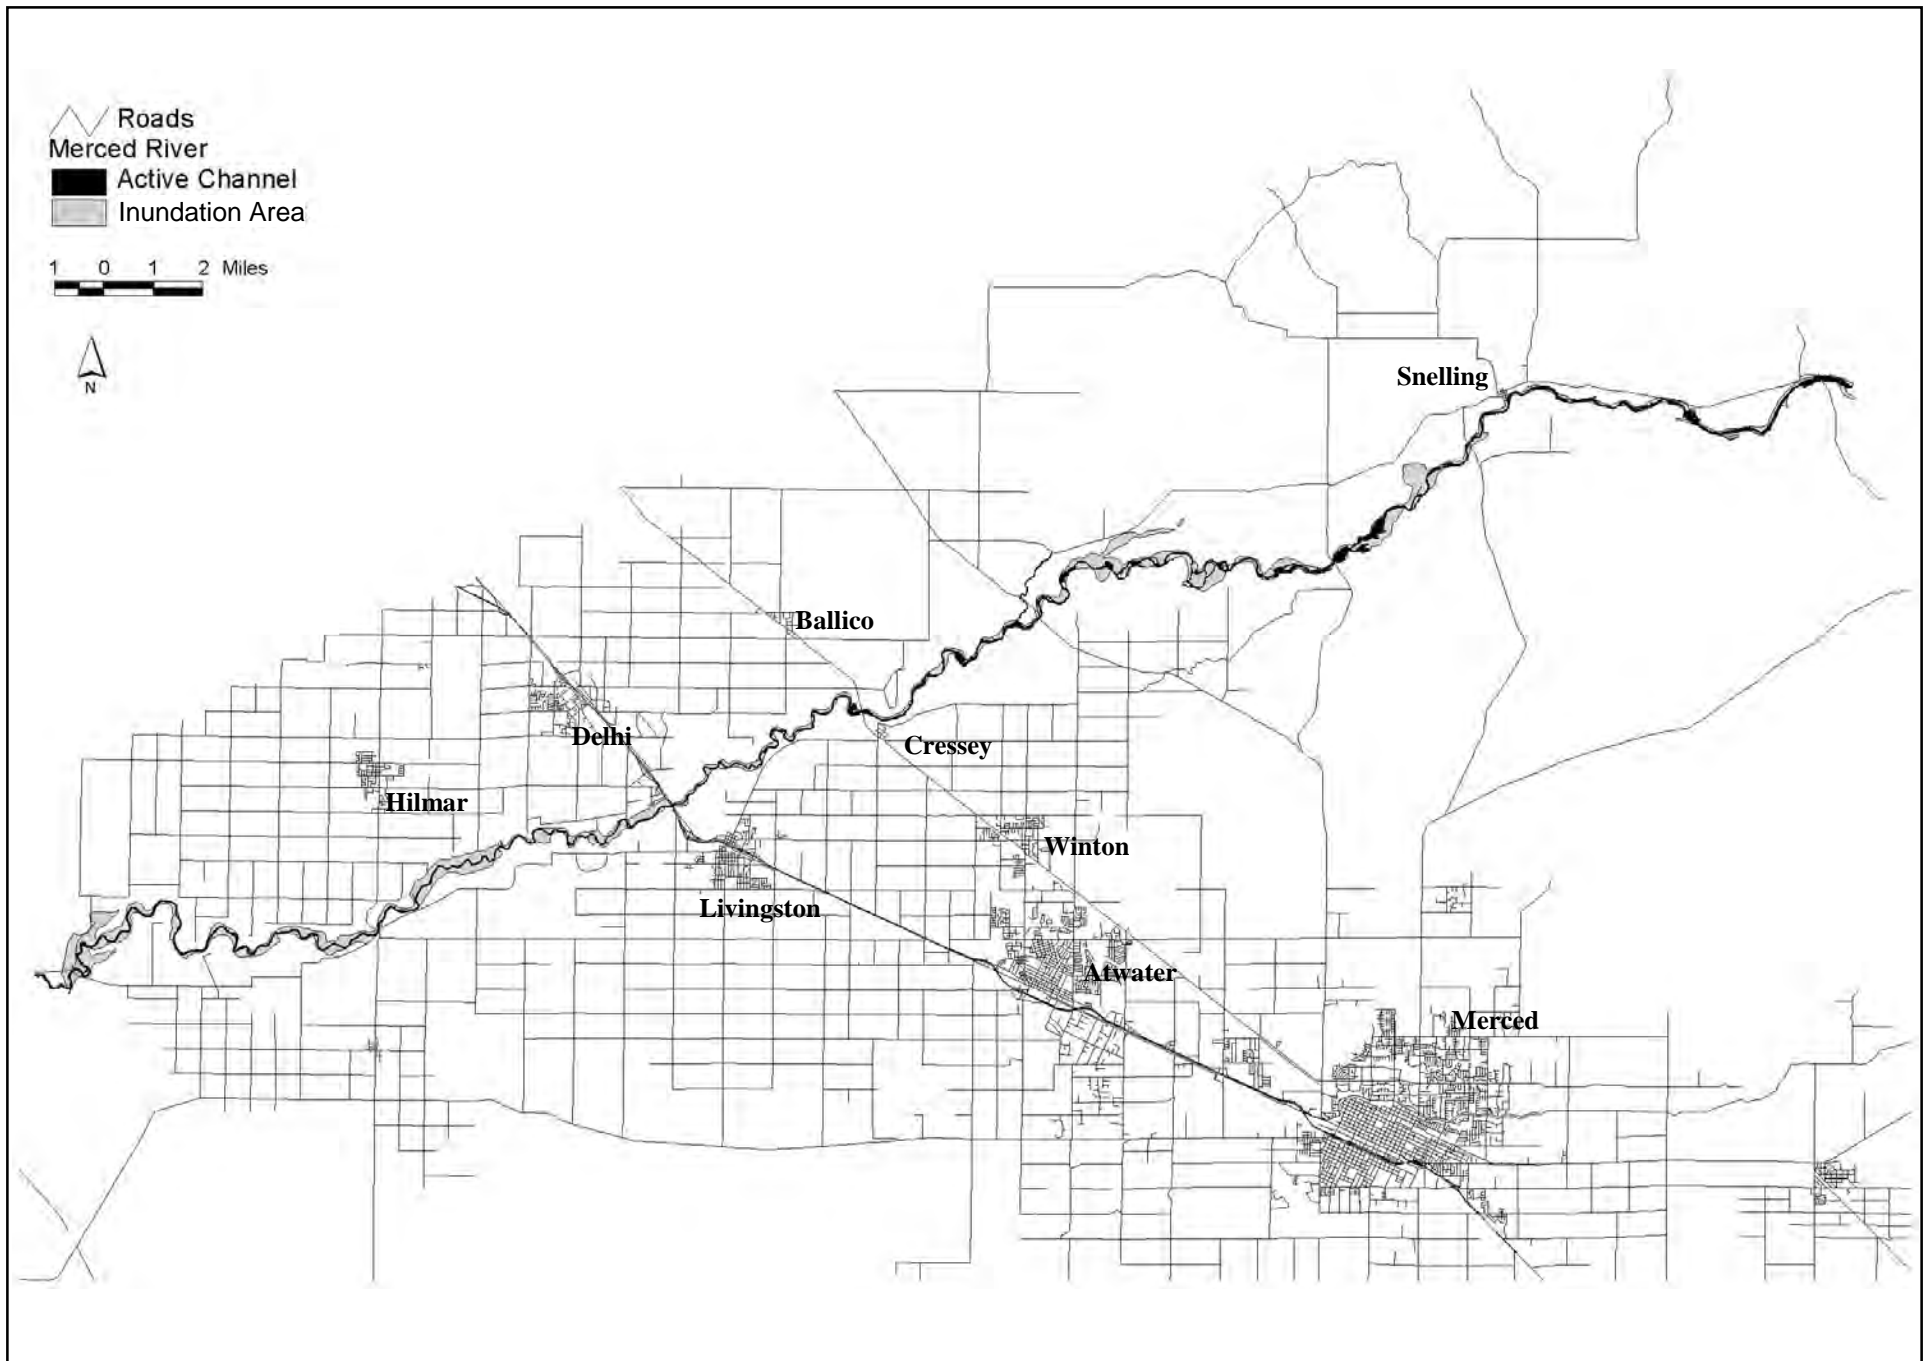 Roads
Merced River
Active Channel
Inundation Area
1 0 1 2 Miles
N
Snelling
Ballico
Delhi
Cressey
Hilmar
Winton
Livingston
Atwater
Merced